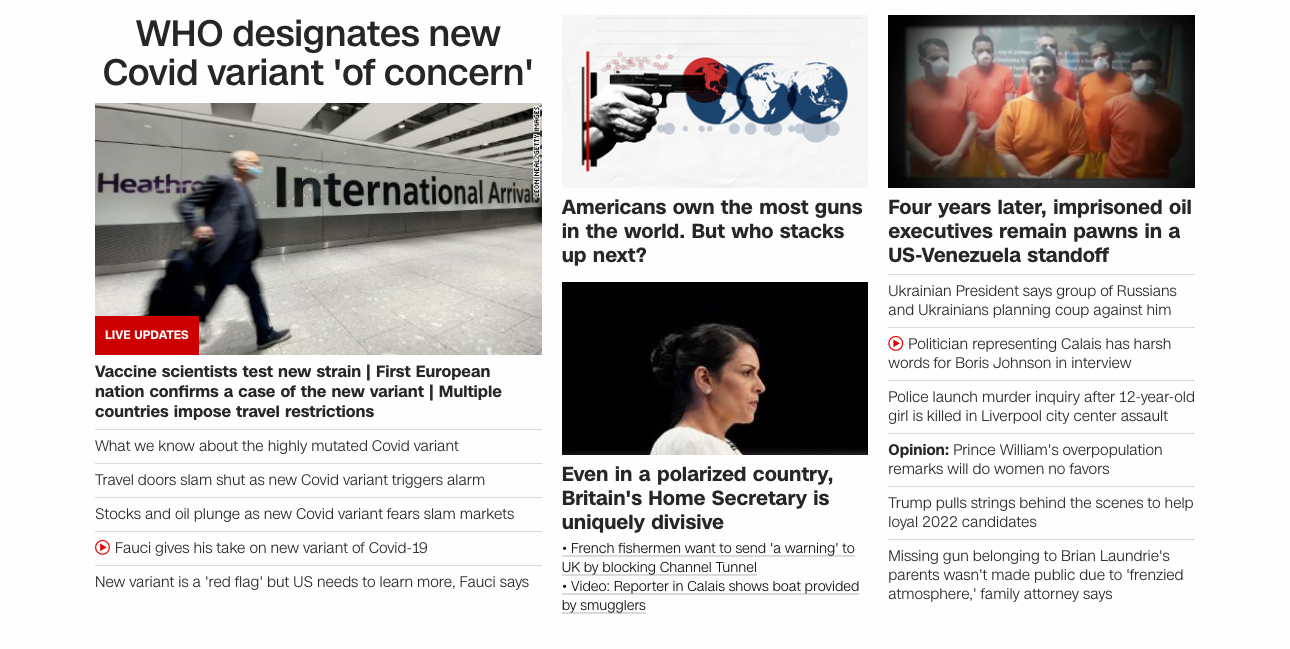 WHO designates new
Covid variant 'of concern'
LEON NEAL/GETTY IMAGES
Heathro
International Arrivals
LIVE UPDATES
Vaccine scientists test new strain | First European
nation confirms a case of the new variant | Multiple
countries impose travel restrictions
What we know about the highly mutated Covid variant
Travel doors slam shut as new Covid variant triggers alarm
Stocks and oil plunge as new Covid variant fears slam markets
Fauci gives his take on new variant of Covid-19
New variant is a 'red flag' but US needs to learn more, Fauci says
Americans own the most guns
in the world. But who stacks
up next?
Even in a polarized country,
Britain's Home Secretary is
uniquely divisive
• French fishermen want to send 'a warning' to
UK by blocking Channel Tunnel
• Video: Reporter in Calais shows boat provided
by smugglers
Four years later, imprisoned oil
executives remain pawns in a
US-Venezuela standoff
Ukrainian President says group of Russians
and Ukrainians planning coup against him
Politician representing Calais has harsh
words for Boris Johnson in interview
Police launch murder inquiry after 12-year-old
girl is killed in Liverpool city center assault
Opinion: Prince William's overpopulation
remarks will do women no favors
Trump pulls strings behind the scenes to help
loyal 2022 candidates
Missing gun belonging to Brian Laundrie's
parents wasn't made public due to 'frenzied
atmosphere,' family attorney says